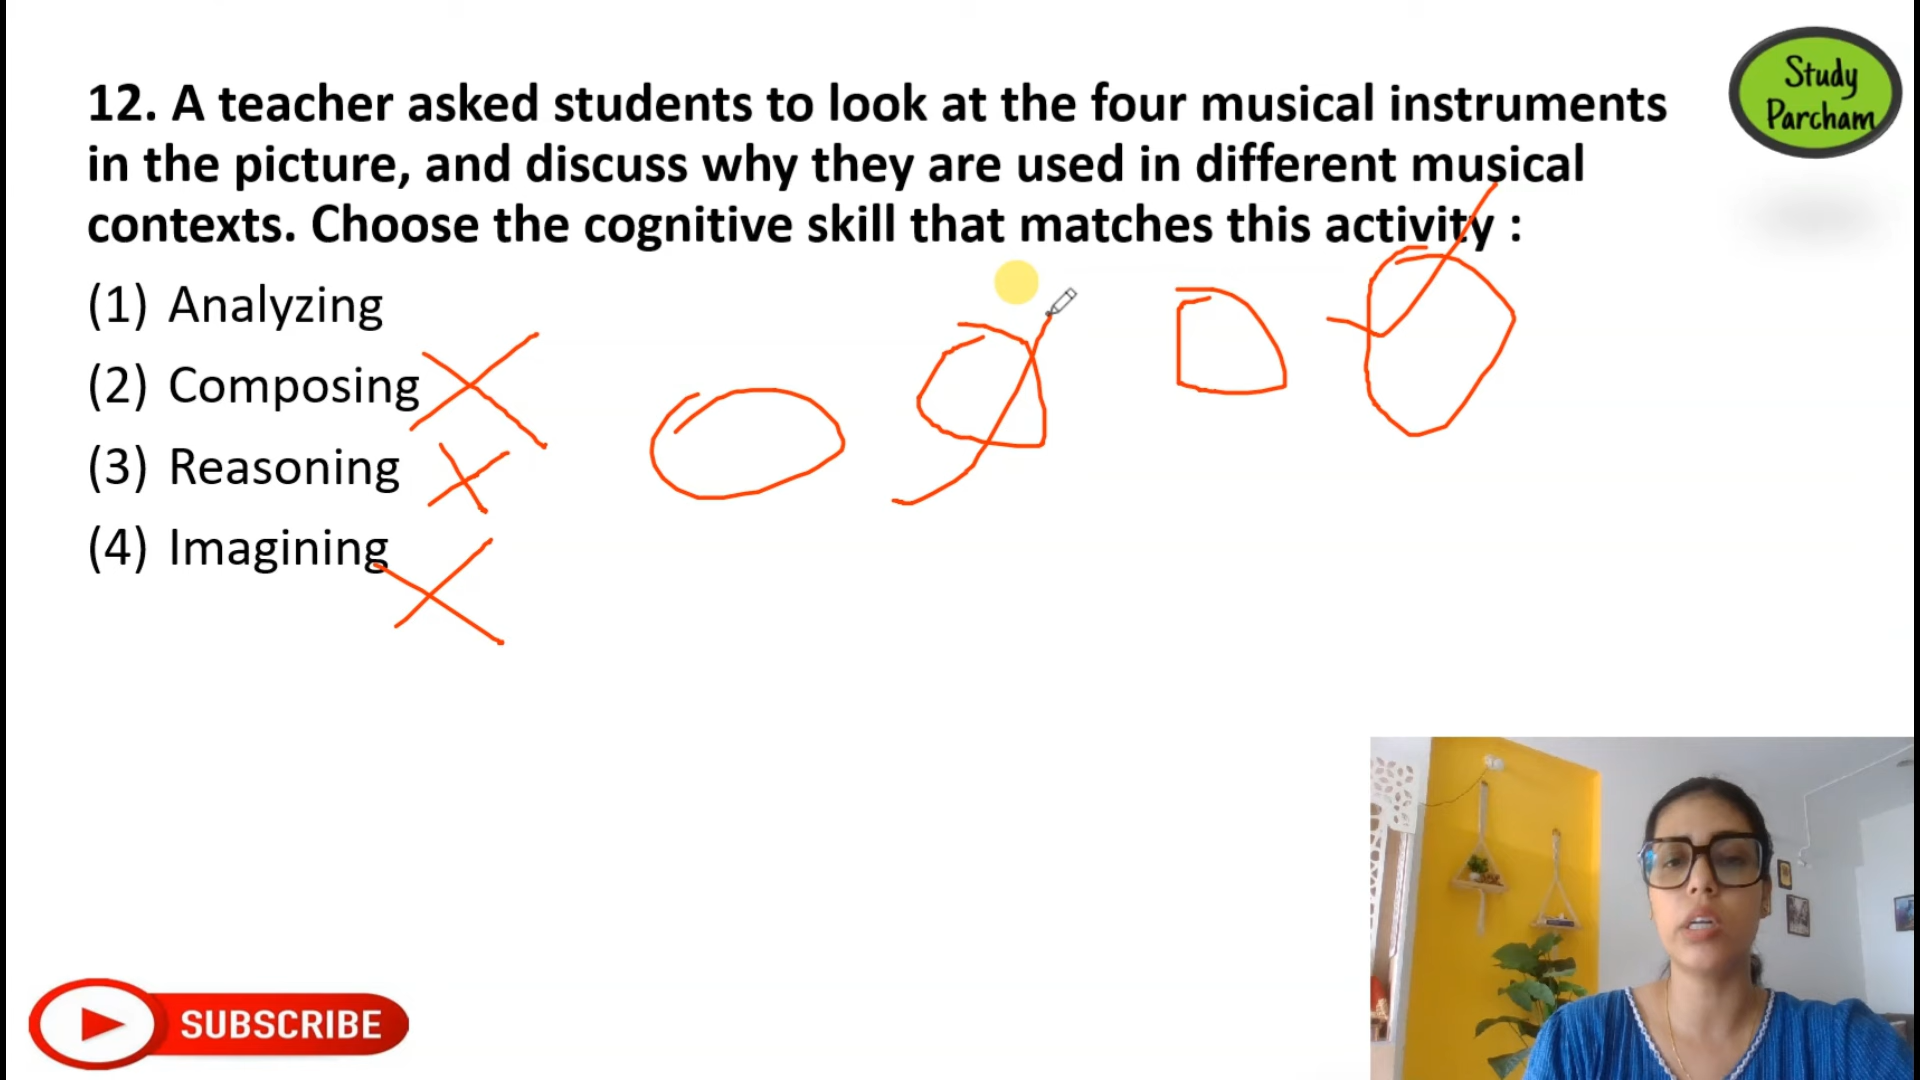 12. A teacher asked students to look at the four musical instruments
in the picture, and discuss why they are used in different musical
contexts. Choose the cognitive skill that matches this activity :
(1) Analyzing
(2) Composing
(3) Reasoning
(4) Imagining
Study
Parcham
SUBSCRIBE